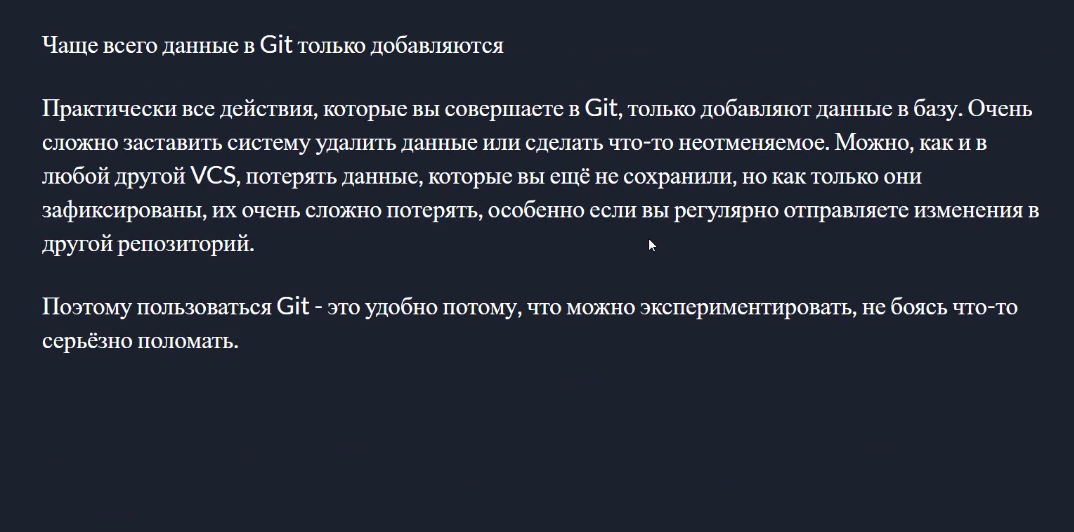 Чаще всего данные в Git только добавляются
Практически все действия, которые вы совершаете в Git, только добавляют данные в базу. Очень
сложно заставить систему удалить данные или сделать что-то неотменяемое. Можно, как и в
любой другой VCS, потерять данные, которые вы ещё не сохранили, но как только они
зафиксированы, их очень сложно потерять, особенно если вы регулярно отправляете изменения в
другой репозиторий.
Поэтому пользоваться Git - это удобно потому, что можно экспериментировать, не боясь что-то
серьёзно поломать.